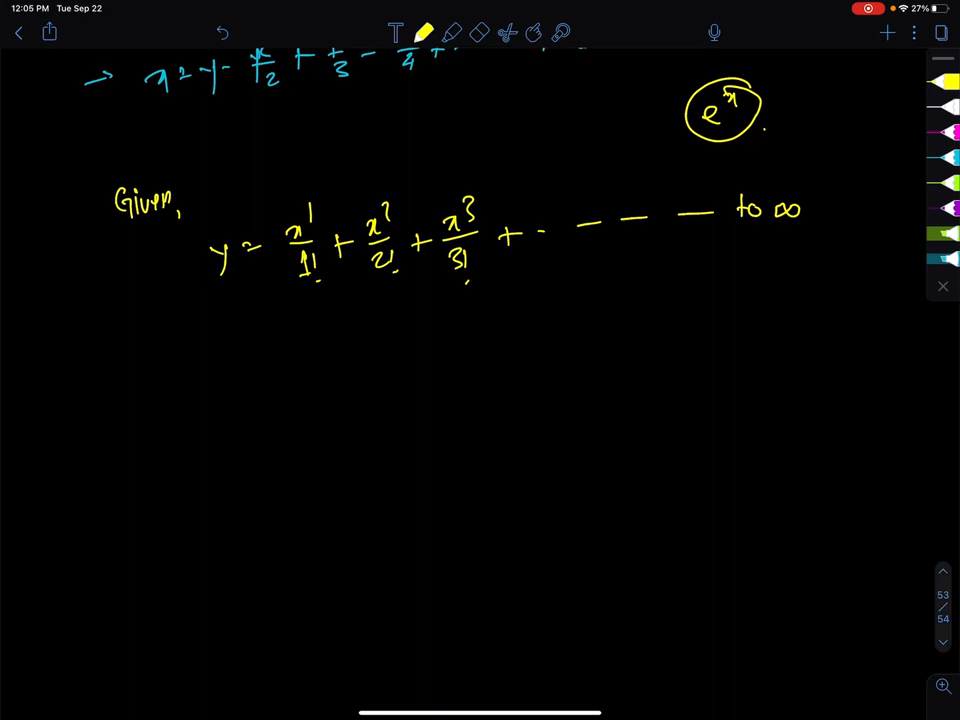 12:05 PM Tue Sep 22
27%
T
e^x
Given,
y = x^1/1! + x^2/2! + x^3/3! + - - - - to ∞
53
/
54